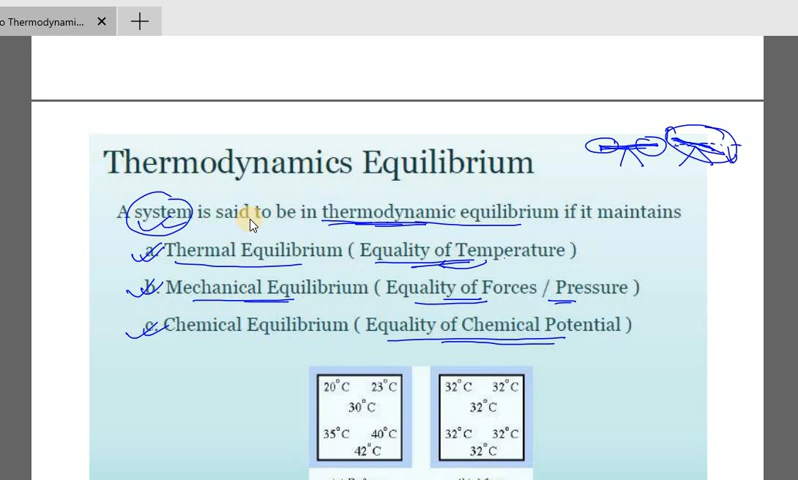 o Thermodynami...
Thermodynamics Equilibrium
A system is said to be in thermodynamic equilibrium if it maintains
a. Thermal Equilibrium ( Equality of Temperature )
b. Mechanical Equilibrium ( Equality of Forces / Pressure )
c. Chemical Equilibrium ( Equality of Chemical Potential )
20°C 23°C
30°C
35°C 40°C
42°C
32°C 32°C
32°C
32°C 32°C
32°C